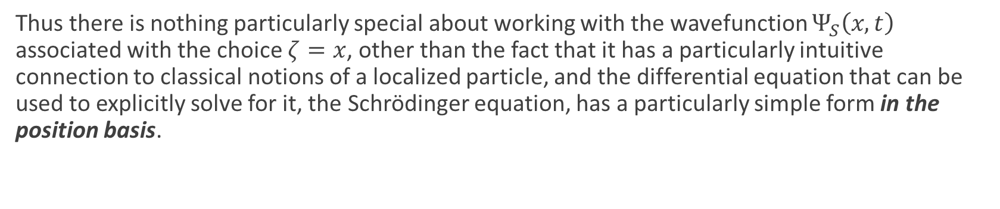 Thus there is nothing particularly special about working with the wavefunction Ψ_S(x, t)
associated with the choice ζ = x, other than the fact that it has a particularly intuitive
connection to classical notions of a localized particle, and the differential equation that can be
used to explicitly solve for it, the Schrödinger equation, has a particularly simple form in the
position basis.